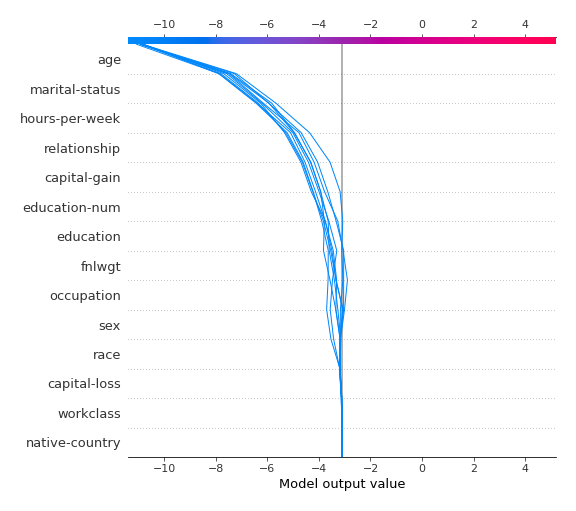 −10 −8 −6 −4 −2 0 2 4
age
marital-status
hours-per-week
relationship
capital-gain
education-num
education
fnlwgt
occupation
sex
race
capital-loss
workclass
native-country
−10 −8 −6 −4 −2 0 2 4
Model output value